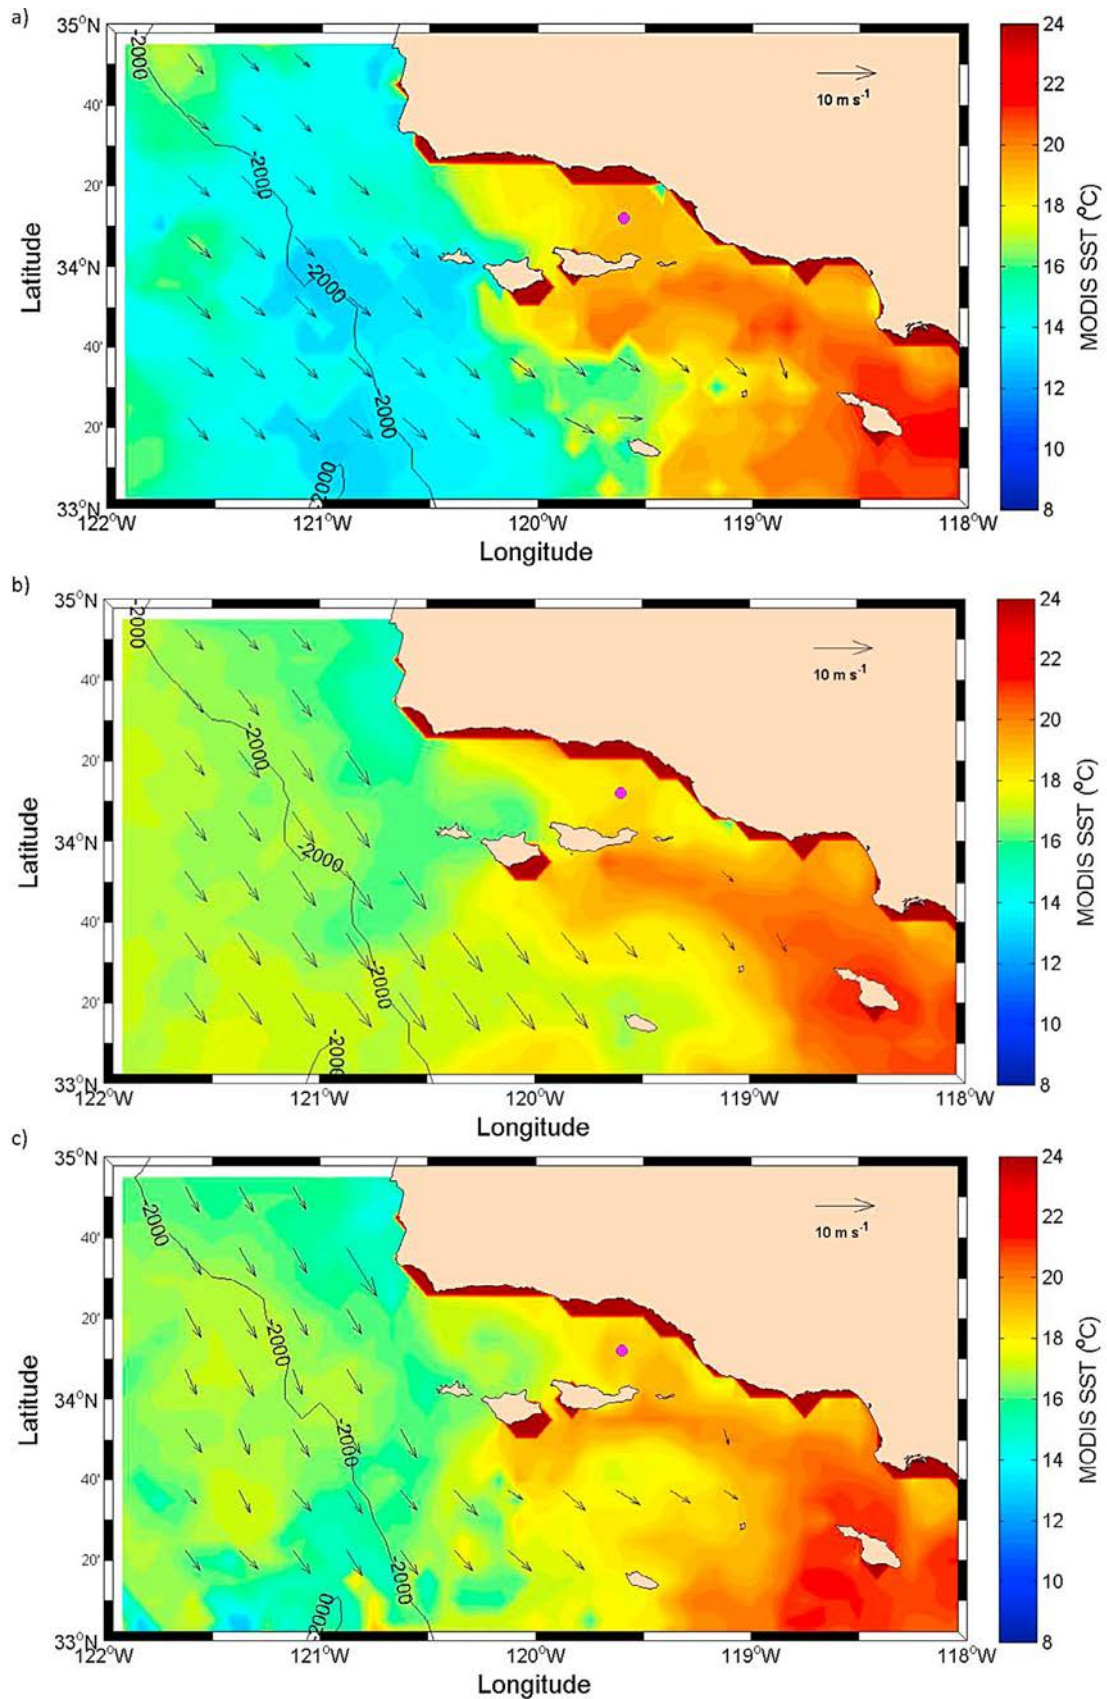 a)
35°N
40'
20'
34°N
40'
20'
33°N
122°W
121°W
120°W
119°W
118°W
Latitude
Longitude
-2000
-2000
-2000
-2000
-2000
10 m s-1
24
22
20
18
16
14
12
10
8
MODIS SST (°C)
b)
35°N
40'
20'
34°N
40'
20'
33°N
122°W
121°W
120°W
119°W
118°W
Latitude
Longitude
-2000
-2000
-2000
-2000
-2000
10 m s-1
24
22
20
18
16
14
12
10
8
MODIS SST (°C)
c)
35°N
40'
20'
34°N
40'
20'
33°N
122°W
121°W
120°W
119°W
118°W
Latitude
Longitude
-2000
-2000
-2000
-2000
-2000
10 m s-1
24
22
20
18
16
14
12
10
8
MODIS SST (°C)